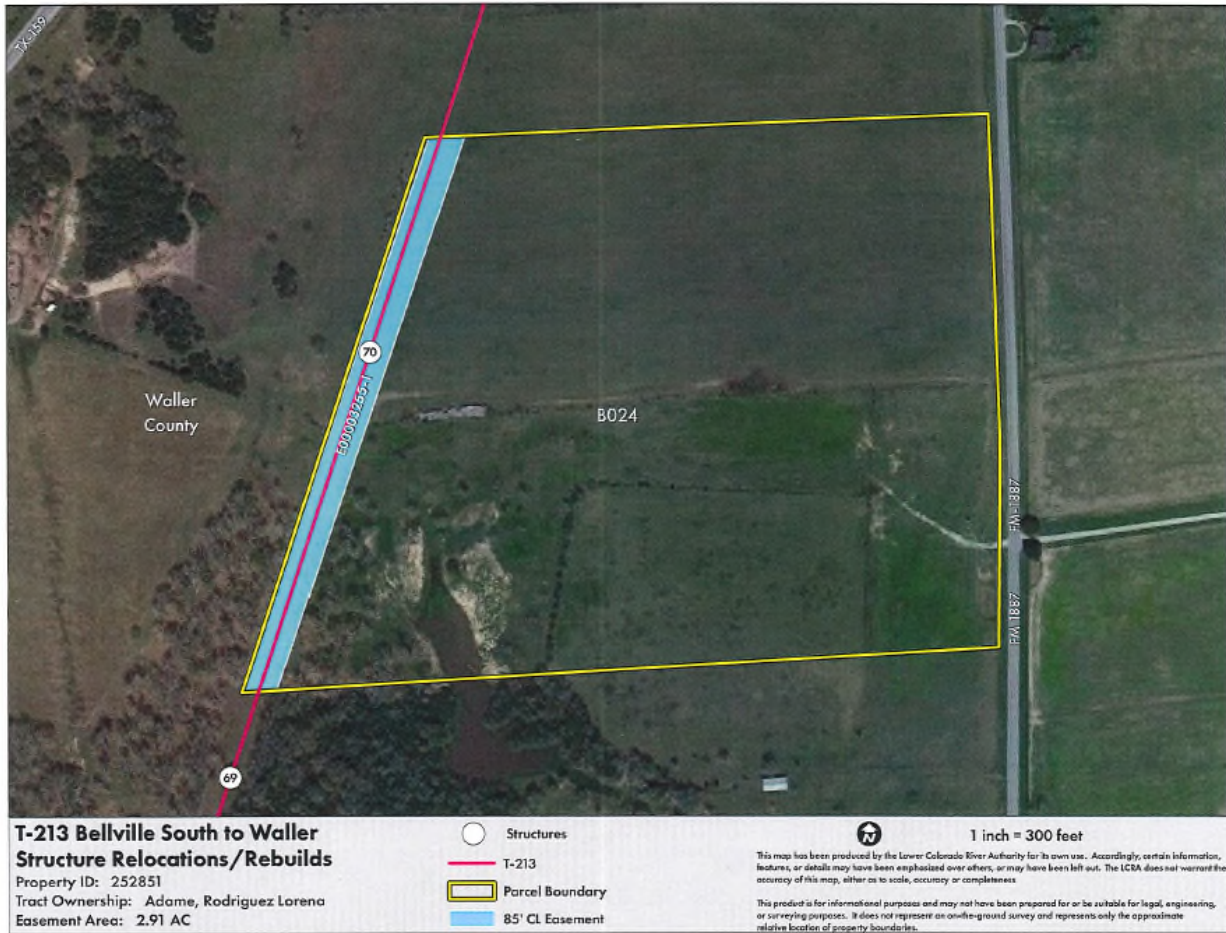 TX-159
70
E00003255-1
Waller
County
B024
FM-1887
FM 1887
69
T-213 Bellville South to Waller
Structure Relocations/Rebuilds
Property ID: 252851
Tract Ownership: Adame, Rodriguez Lorena
Easement Area: 2.91 AC
Structures
T-213
Parcel Boundary
85' CL Easement
N
1 inch = 300 feet
This map has been produced by the Lower Colorado River Authority for its own use. Accordingly, certain information,
features, or details may have been emphasized over others, or may have been left out. The LCRA does not warrant the
accuracy of this map, either as to scale, accuracy or completeness
This product is for informational purposes and may not have been prepared for or be suitable for legal, engineering,
or surveying purposes. It does not represent an on-the-ground survey and represents only the approximate
relative location of property boundaries.